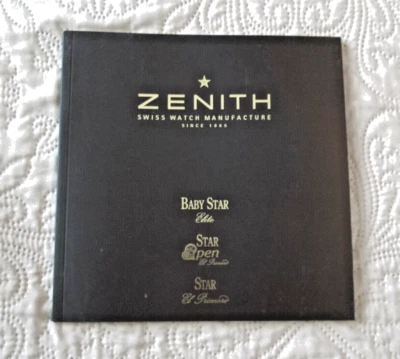 ZENITH
SWISS WATCH MANUFACTURE
SINCE 1865
BABY STAR
Elite
STAR
Open
El Primero
STAR
El Primero